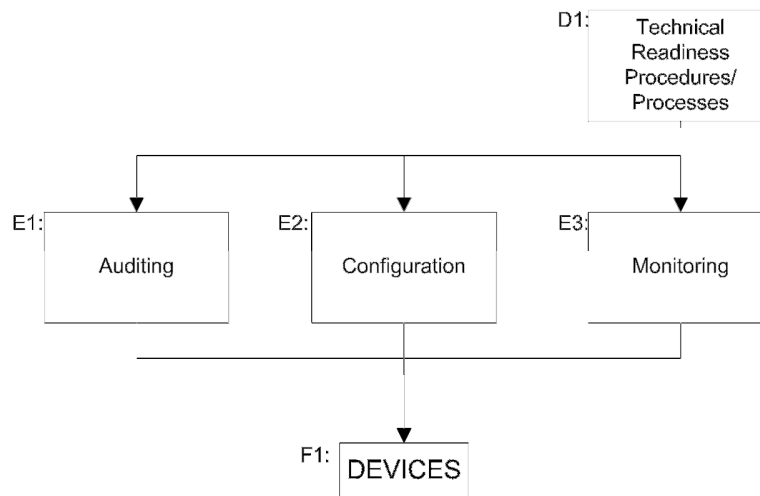 D1: Technical
Readiness
Procedures/
Processes
E1: Auditing
E2: Configuration
E3: Monitoring
F1: DEVICES